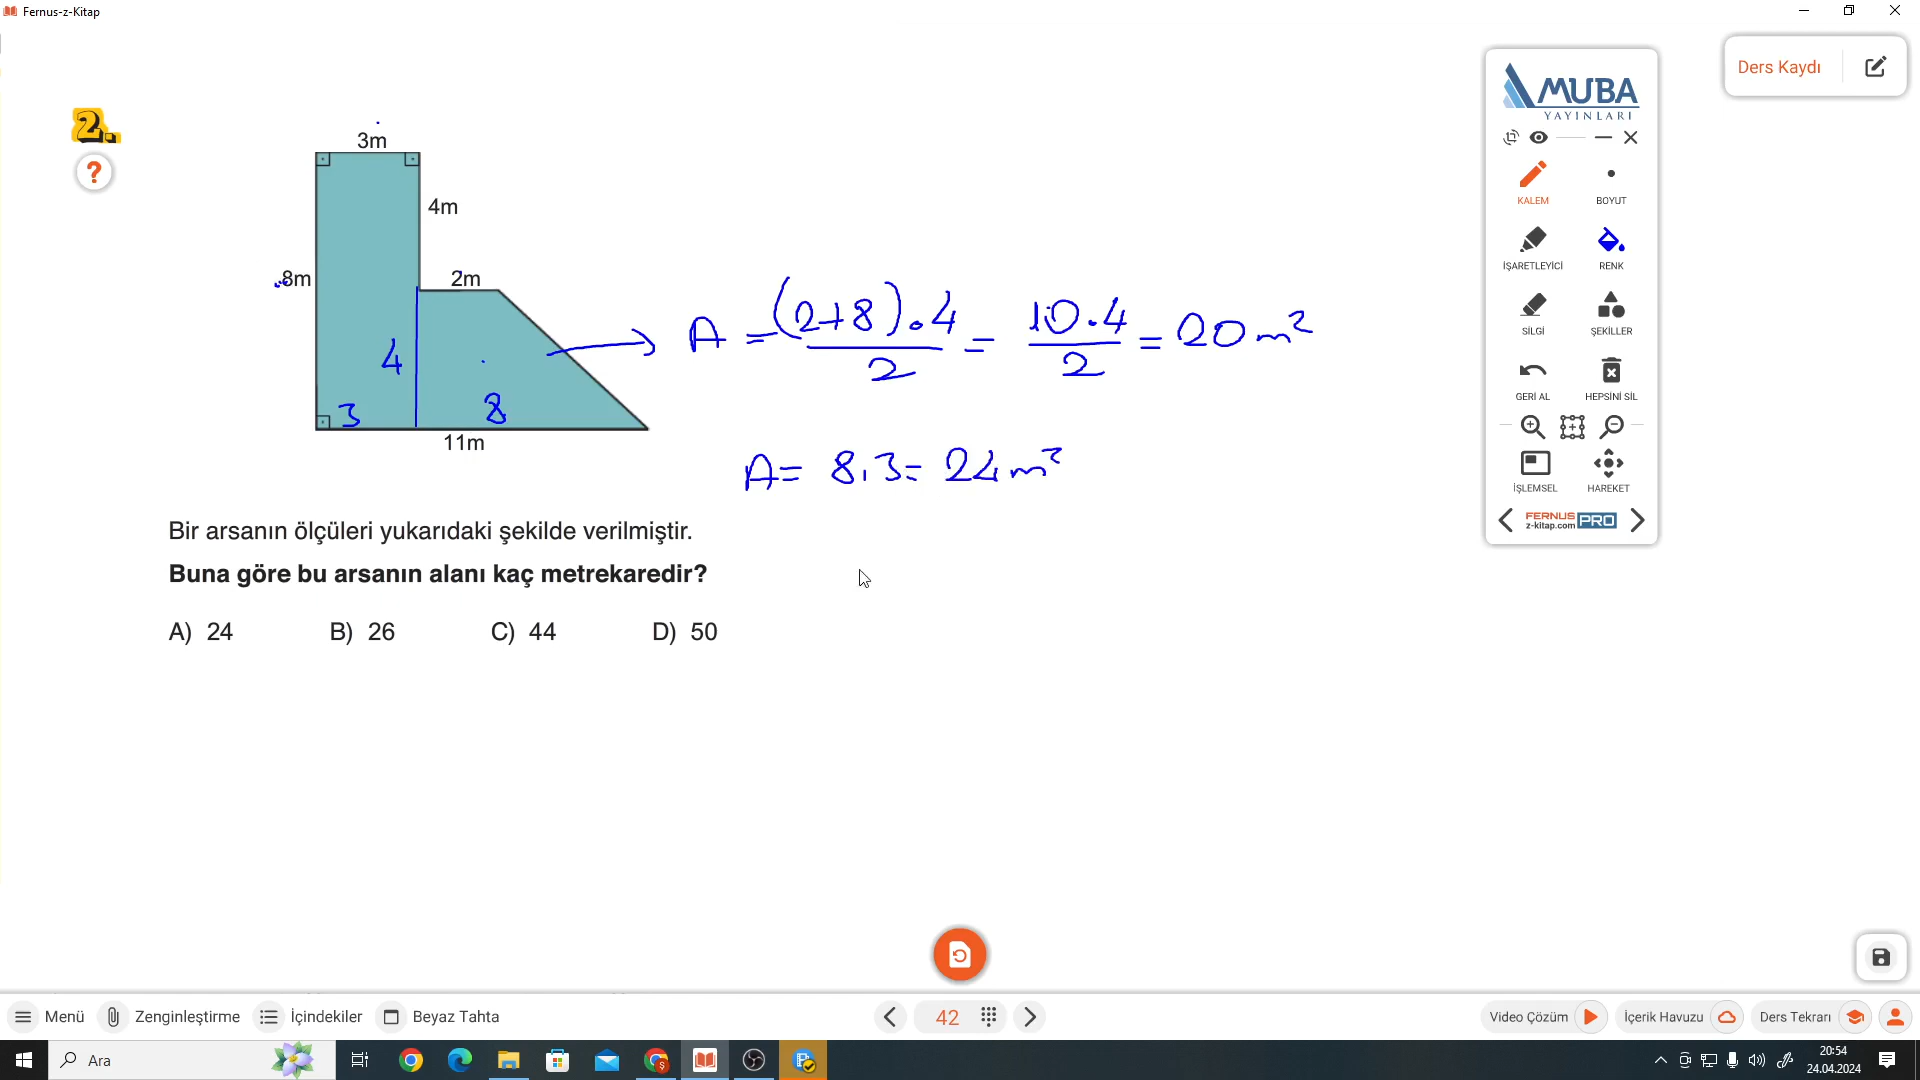 Fernus-z-Kitap
Ders Kaydı
MUBA
YAYINLARI
2.
?
3m
4m
8m
2m
4
3
8
11m
A = (2+8).4 / 2 = 10.4 / 2 = 20 m²
A = 8.3 = 24 m²
Bir arsanın ölçüleri yukarıdaki şekilde verilmiştir.
Buna göre bu arsanın alanı kaç metrekaredir?
A) 24 B) 26 C) 44 D) 50
KALEM BOYUT
İŞARETLEYİCİ RENK
SİLGİ ŞEKİLLER
GERİ AL HEPSİNİ SİL
İŞLEMSEL HAREKET
FERNUS PRO
z-kitap.com
Menü Zenginleştirme İçindekiler Beyaz Tahta 42 Video Çözüm İçerik Havuzu Ders Tekrarı
Ara
20:54
24.04.2024